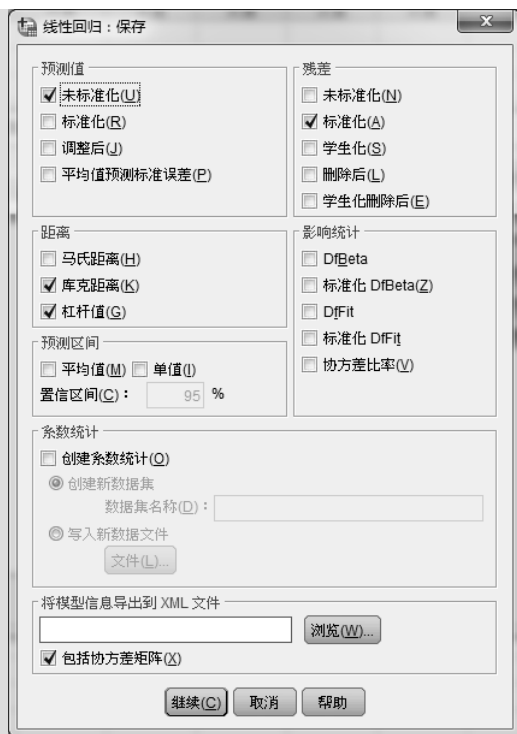 线性回归：保存
预测值
未标准化(U)
标准化(R)
调整后(J)
平均值预测标准误差(P)
残差
未标准化(N)
标准化(A)
学生化(S)
删除后(L)
学生化删除后(E)
距离
马氏距离(H)
库克距离(K)
杠杆值(G)
影响统计
DfBeta
标准化 DfBeta(Z)
DfFit
标准化 DfFit
协方差比率(V)
预测区间
平均值(M) 单值(I)
置信区间(C)： 95 %
系数统计
创建系数统计(O)
创建新数据集
数据集名称(D)：
写入新数据文件
文件(L)...
将模型信息导出到 XML 文件
浏览(W)...
包括协方差矩阵(X)
继续(C) 取消 帮助